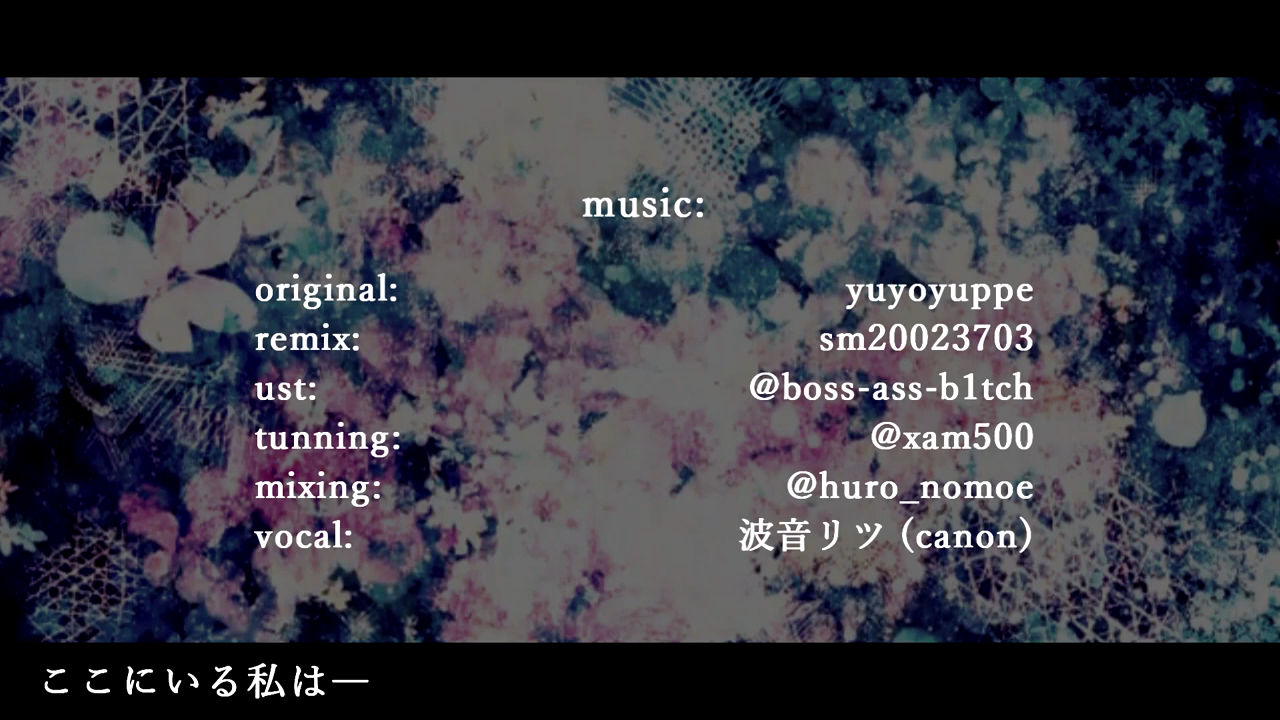 music:
original: yuyoyuppe
remix: sm20023703
ust: @boss-ass-b1tch
tunning: @xam500
mixing: @huro_nomoe
vocal: 波音リツ (canon)
ここにいる私は―